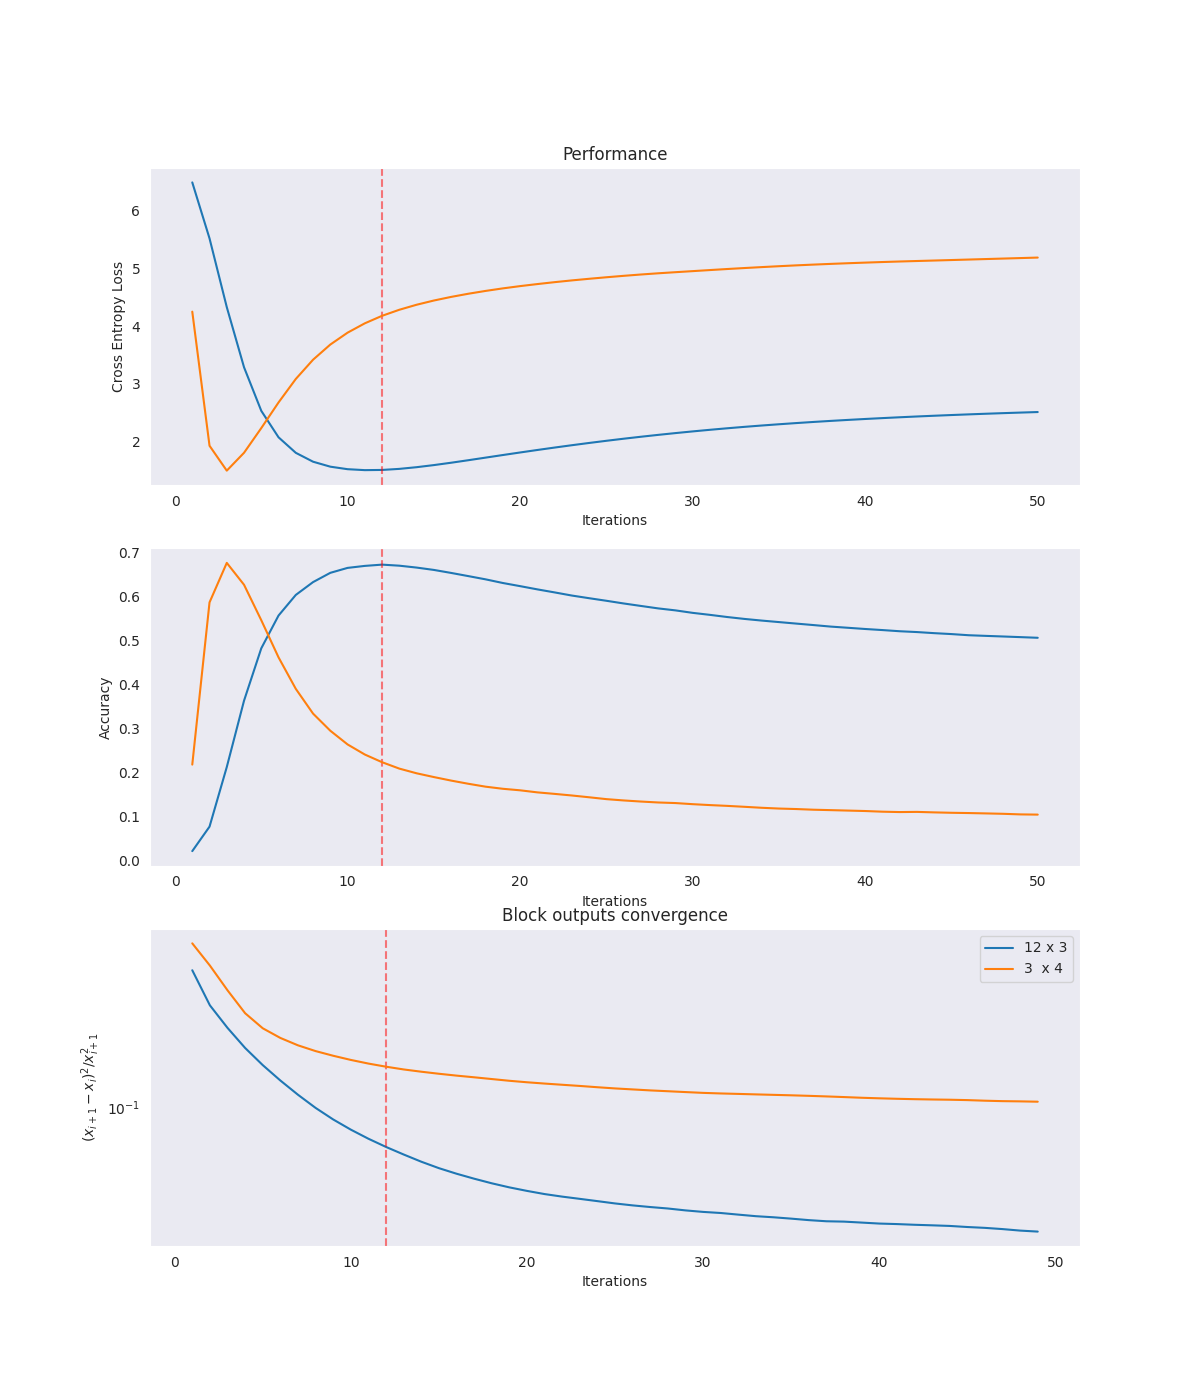 Performance
Cross Entropy Loss
6
5
4
3
2
0 10 20 30 40 50
Iterations
Accuracy
0.7
0.6
0.5
0.4
0.3
0.2
0.1
0.0
0 10 20 30 40 50
Iterations
Block outputs convergence
12 x 3
3 x 4
$(x_{i+1} - x_i)^2/x_{i+1}^2$
$10^{-1}$
0 10 20 30 40 50
Iterations